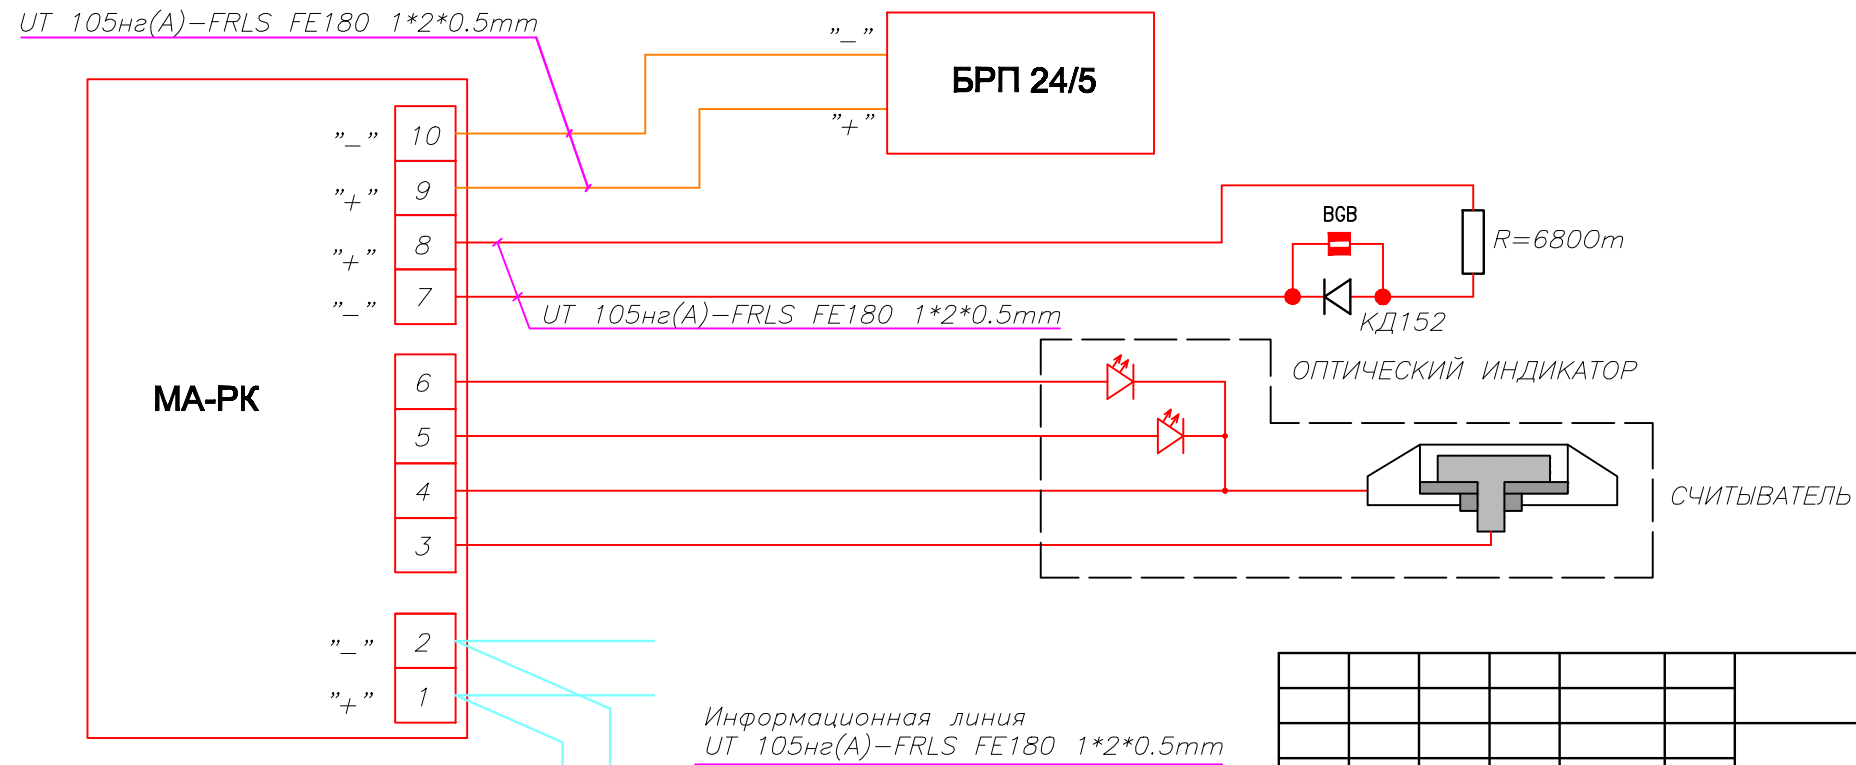 UT 105нг(А)-FRLS FE180 1*2*0.5mm
"-"
БРП 24/5
"+"
"-" 10
"+" 9
"+" 8
"-" 7
BGB
R=680Om
UT 105нг(А)-FRLS FE180 1*2*0.5mm
КД152
ОПТИЧЕСКИЙ ИНДИКАТОР
МА-РК
6
5
4
3
СЧИТЫВАТЕЛЬ
"-" 2
"+" 1
Информационная линия
UT 105нг(А)-FRLS FE180 1*2*0.5mm